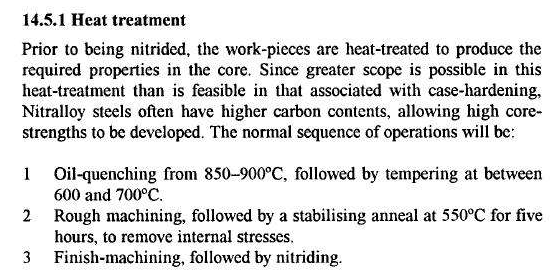 14.5.1 Heat treatment
Prior to being nitrided, the work-pieces are heat-treated to produce the
required properties in the core. Since greater scope is possible in this
heat-treatment than is feasible in that associated with case-hardening,
Nitralloy steels often have higher carbon contents, allowing high core-
strengths to be developed. The normal sequence of operations will be:
1 Oil-quenching from 850–900°C, followed by tempering at between
600 and 700°C.
2 Rough machining, followed by a stabilising anneal at 550°C for five
hours, to remove internal stresses.
3 Finish-machining, followed by nitriding.